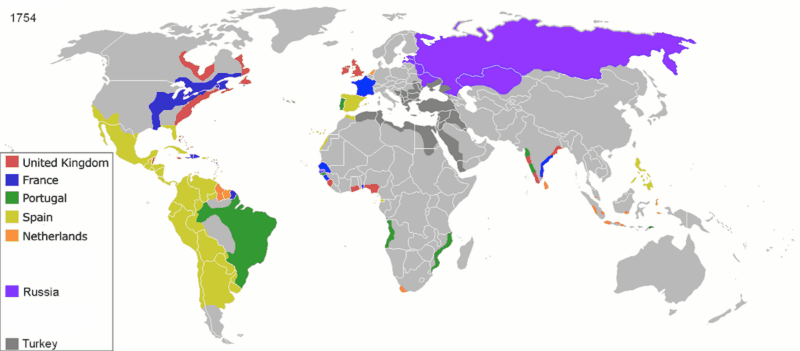 1754
United Kingdom
France
Portugal
Spain
Netherlands
Russia
Turkey